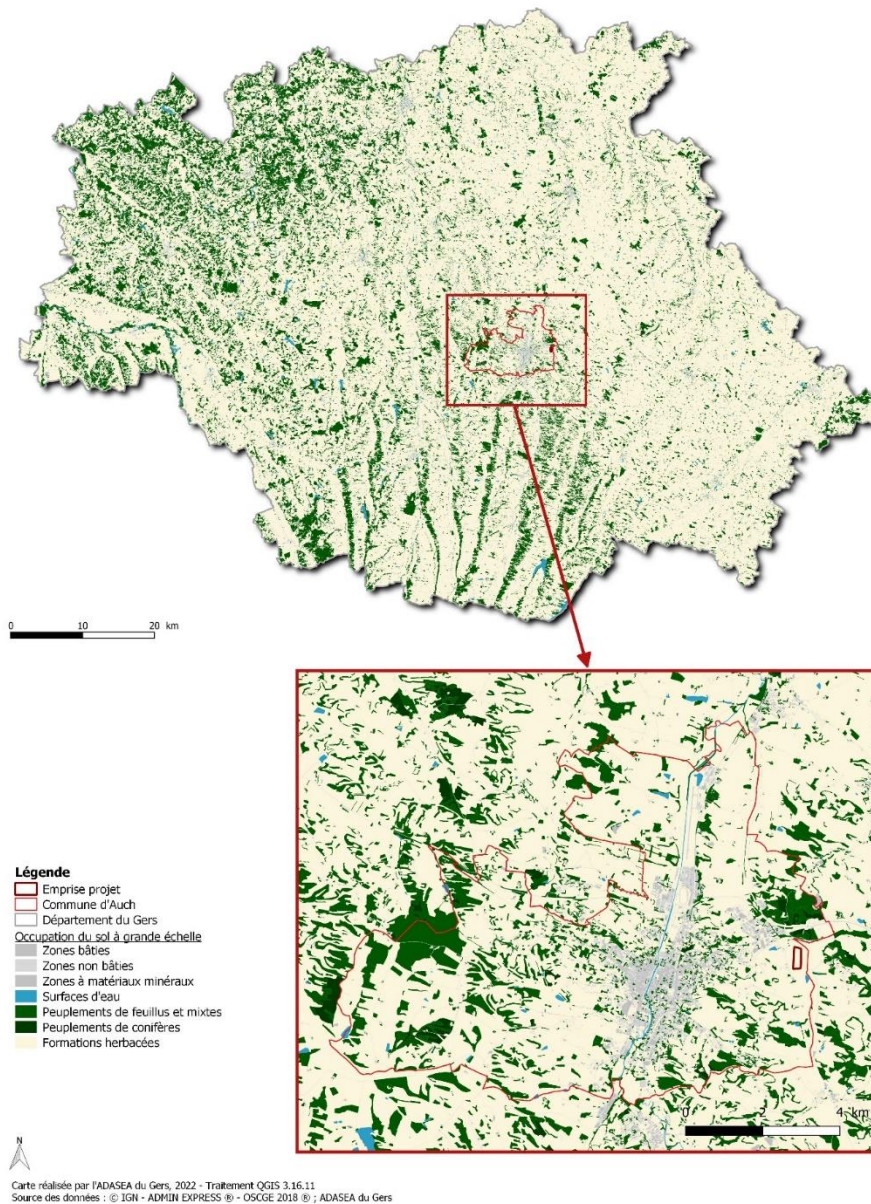 0 10 20 km
Légende
Emprise projet
Commune d'Auch
Département du Gers
Occupation du sol à grande échelle
Zones bâties
Zones non bâties
Zones à matériaux minéraux
Surfaces d'eau
Peuplements de feuillus et mixtes
Peuplements de conifères
Formations herbacées
0 2 4 km
N
Carte réalisée par l'ADASEA du Gers, 2022 - Traitement QGIS 3.16.11
Source des données : © IGN - ADMIN EXPRESS ® - OSCGE 2018 ® ; ADASEA du Gers